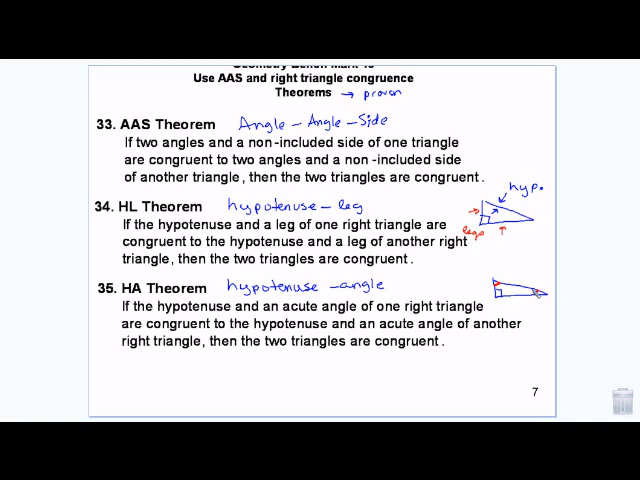 Geometry Bench Mark 45
Use AAS and right triangle congruence
Theorems → proven
33. AAS Theorem Angle - Angle - Side
If two angles and a non-included side of one triangle
are congruent to two angles and a non-included side
of another triangle, then the two triangles are congruent.
hyp.
34. HL Theorem hypotenuse - leg
If the hypotenuse and a leg of one right triangle are
legs
congruent to the hypotenuse and a leg of another right
triangle, then the two triangles are congruent.
35. HA Theorem hypotenuse - angle
If the hypotenuse and an acute angle of one right triangle
are congruent to the hypotenuse and an acute angle of another
right triangle, then the two triangles are congruent.
7